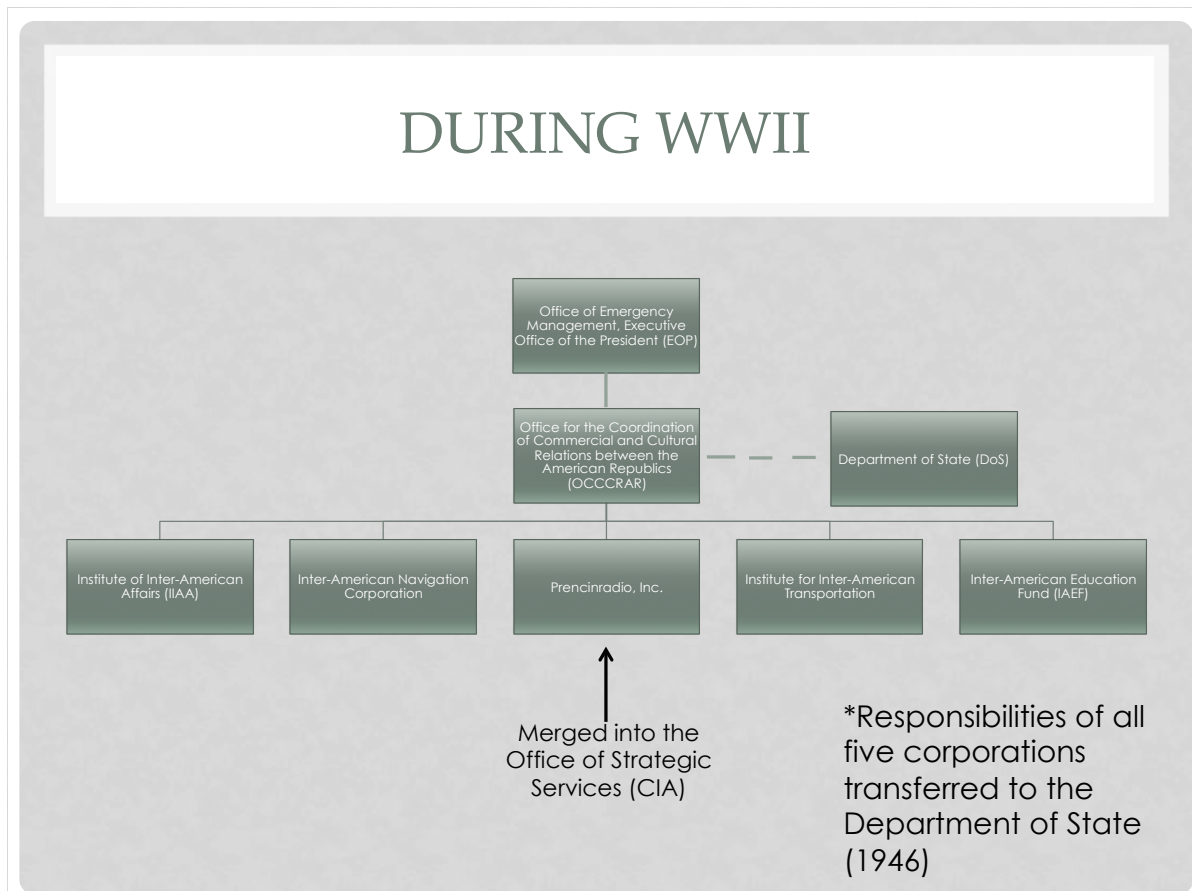 DURING WWII
Office of Emergency
Management, Executive
Office of the President (EOP)
Office for the Coordination
of Commercial and Cultural
Relations between the
American Republics
(OCCCRAR)
Department of State (DoS)
Institute of Inter-American
Affairs (IIAA)
Inter-American Navigation
Corporation
Prencinradio, Inc.
Institute for Inter-American
Transportation
Inter-American Education
Fund (IAEF)
Merged into the
Office of Strategic
Services (CIA)
*Responsibilities of all
five corporations
transferred to the
Department of State
(1946)